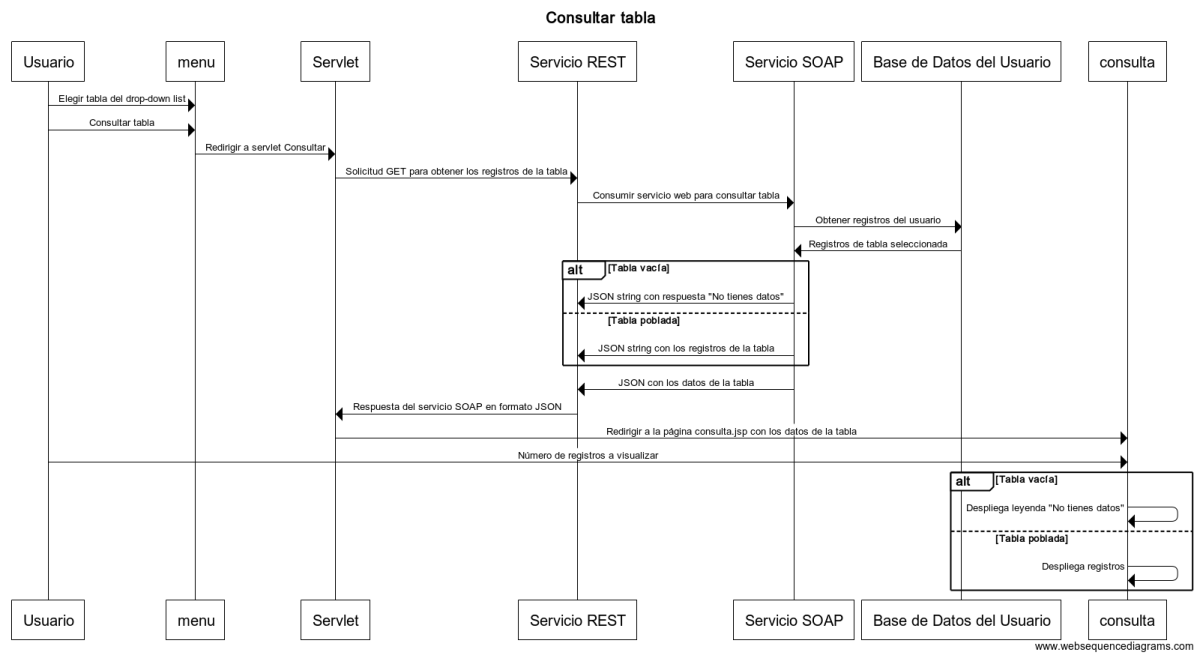 Consultar tabla
Usuario
menu
Servlet
Servicio REST
Servicio SOAP
Base de Datos del Usuario
consulta
Elegir tabla del drop-down list
Consultar tabla
Redirigir a servlet Consultar
Solicitud GET para obtener los registros de la tabla
Consumir servicio web para consultar tabla
Obtener registros del usuario
Registros de tabla seleccionada
alt
[Tabla vacía]
JSON string con respuesta "No tienes datos"
[Tabla poblada]
JSON string con los registros de la tabla
JSON con los datos de la tabla
Respuesta del servicio SOAP en formato JSON
Redirigir a la página consulta.jsp con los datos de la tabla
Número de registros a visualizar
alt
[Tabla vacía]
Despliega leyenda "No tienes datos"
[Tabla poblada]
Despliega registros
Usuario
menu
Servlet
Servicio REST
Servicio SOAP
Base de Datos del Usuario
consulta
www.websequencediagrams.com